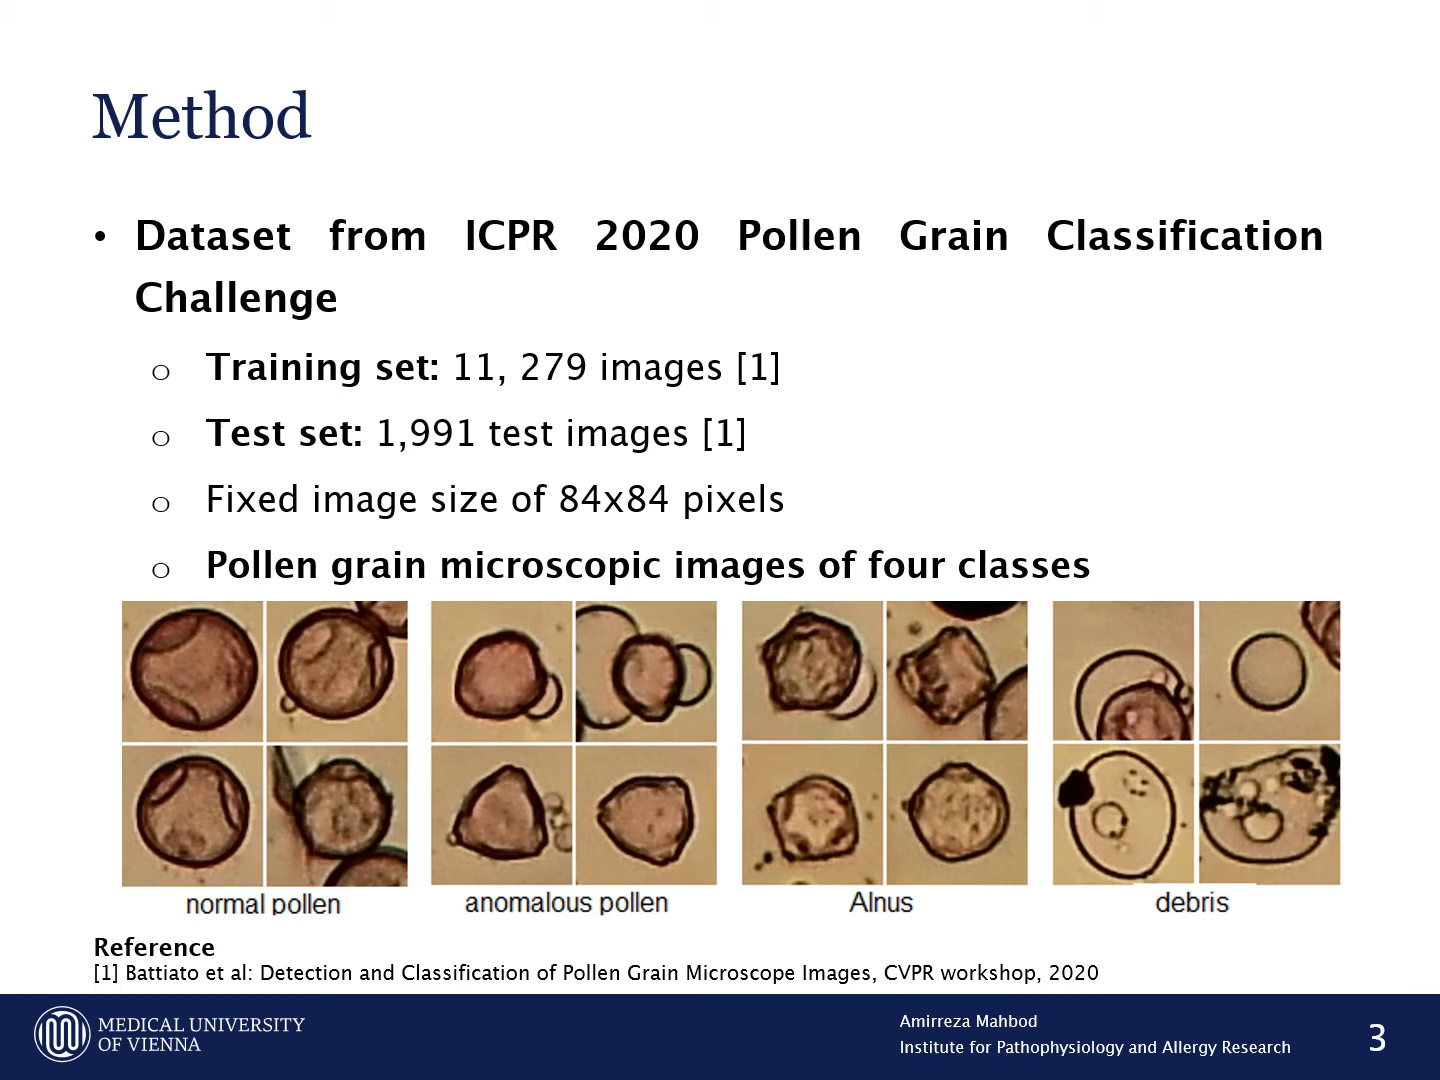 Method
• Dataset from ICPR 2020 Pollen Grain Classification
Challenge
o Training set: 11, 279 images [1]
o Test set: 1,991 test images [1]
o Fixed image size of 84x84 pixels
o Pollen grain microscopic images of four classes
normal pollen
anomalous pollen
Alnus
debris
Reference
[1] Battiato et al: Detection and Classification of Pollen Grain Microscope Images, CVPR workshop, 2020
MEDICAL UNIVERSITY
OF VIENNA
Amirreza Mahbod
Institute for Pathophysiology and Allergy Research
3